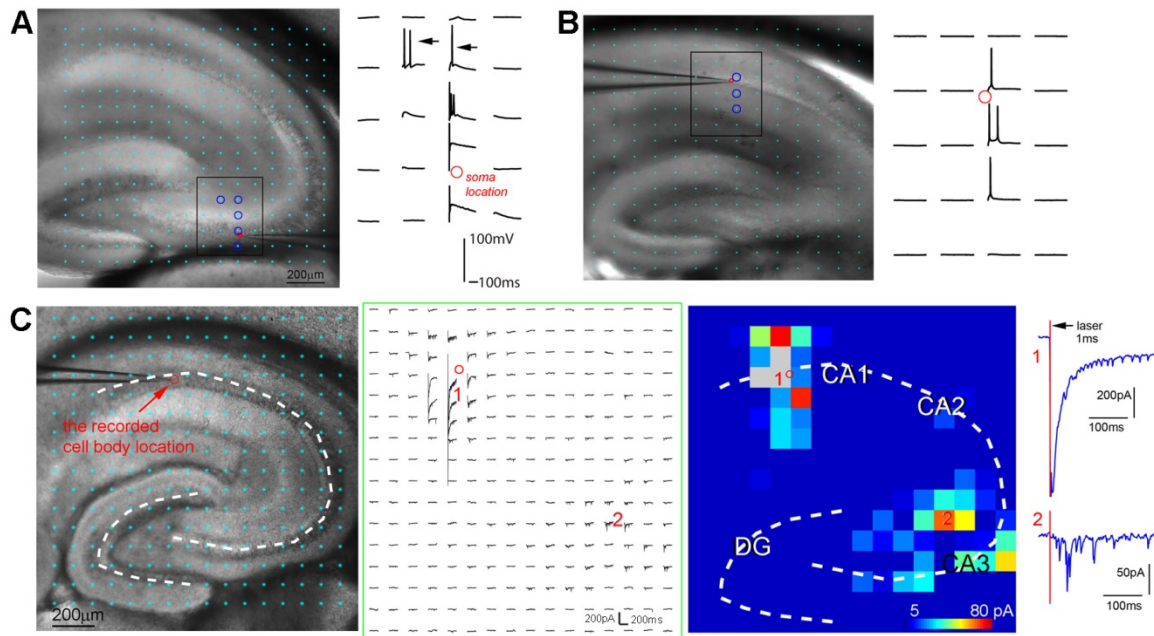 A
200μm
soma
location
100mV
100ms
B
C
the recorded
cell body location
200μm
1
2
200pA
200ms
1
CA1
CA2
2
DG
CA3
5
80 pA
laser
1ms
1
200pA
100ms
2
50pA
100ms